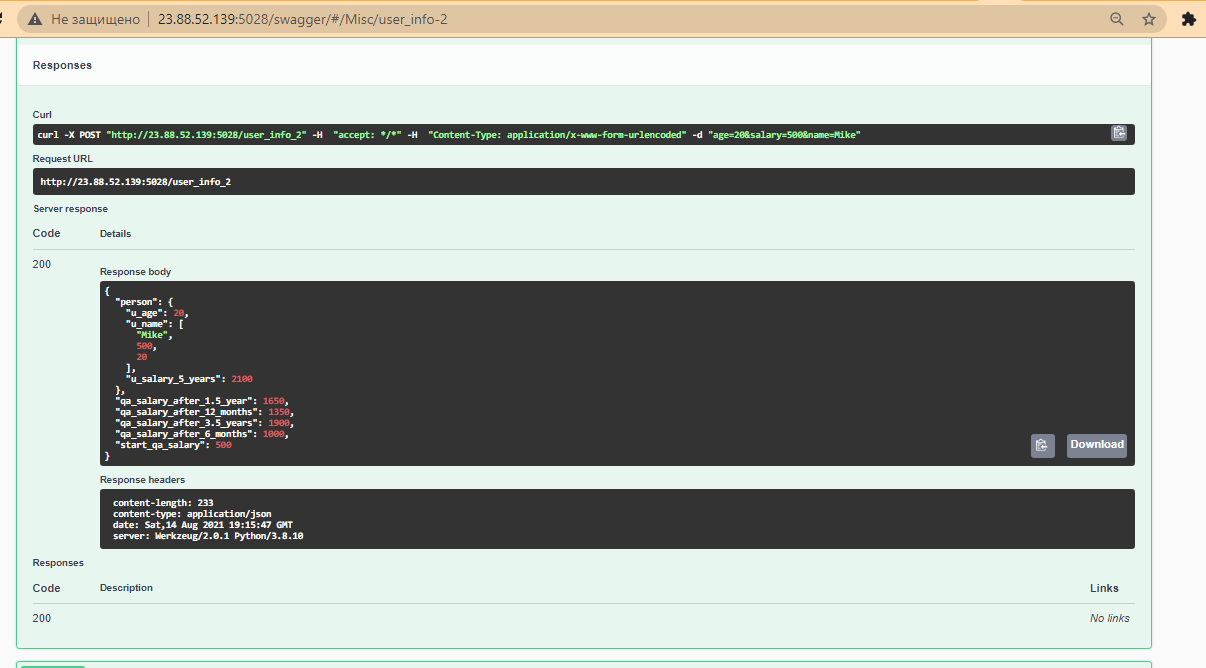 Не защищено 23.88.52.139:5028/swagger/#/Misc/user_info-2
Responses
Curl
curl -X POST "http://23.88.52.139:5028/user_info_2" -H  "accept: */*" -H  "Content-Type: application/x-www-form-urlencoded" -d "age=20&salary=500&name=Mike"
Request URL
http://23.88.52.139:5028/user_info_2
Server response
Code Details
200
Response body
{
  "person": {
    "u_age": 20,
    "u_name": [
      "Mike",
      500,
      20
    ],
    "u_salary_5_years": 2100
  },
  "qa_salary_after_1.5_year": 1650,
  "qa_salary_after_12_months": 1350,
  "qa_salary_after_3.5_years": 1900,
  "qa_salary_after_6_months": 1000,
  "start_qa_salary": 500
}
Download
Response headers
content-length: 233
content-type: application/json
date: Sat,14 Aug 2021 19:15:47 GMT
server: Werkzeug/2.0.1 Python/3.8.10
Responses
Code Description Links
200 No links